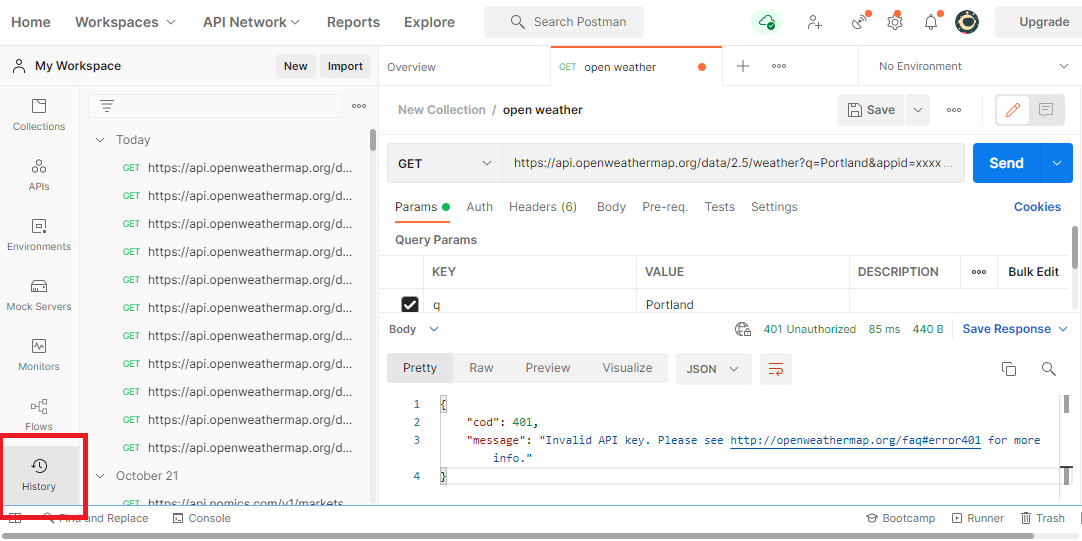 Home Workspaces API Network Reports Explore Search Postman Upgrade
My Workspace New Import
Overview GET open weather No Environment
Collections
APIs
Environments
Mock Servers
Monitors
Flows
History
Today
GET https://api.openweathermap.org/d...
GET https://api.openweathermap.org/d...
GET https://api.openweathermap.org/d...
GET https://api.openweathermap.org/d...
GET https://api.openweathermap.org/d...
GET https://api.openweathermap.org/d...
GET https://api.openweathermap.org/d...
GET https://api.openweathermap.org/d...
GET https://api.openweathermap.org/d...
GET https://api.openweathermap.org/d...
GET https://api.openweathermap.org/d...
October 21
GET https://api.nomics.com/v1/markets
New Collection / open weather Save
GET https://api.openweathermap.org/data/2.5/weather?q=Portland&appid=xxxx ... Send
Params Auth Headers (6) Body Pre-req. Tests Settings Cookies
Query Params
KEY VALUE DESCRIPTION Bulk Edit
q Portland
Body 401 Unauthorized 85 ms 440 B Save Response
Pretty Raw Preview Visualize JSON
1 {
2 "cod": 401,
3 "message": "Invalid API key. Please see http://openweathermap.org/faq#error401 for more
info."
4 }
Find and Replace Console Bootcamp Runner Trash